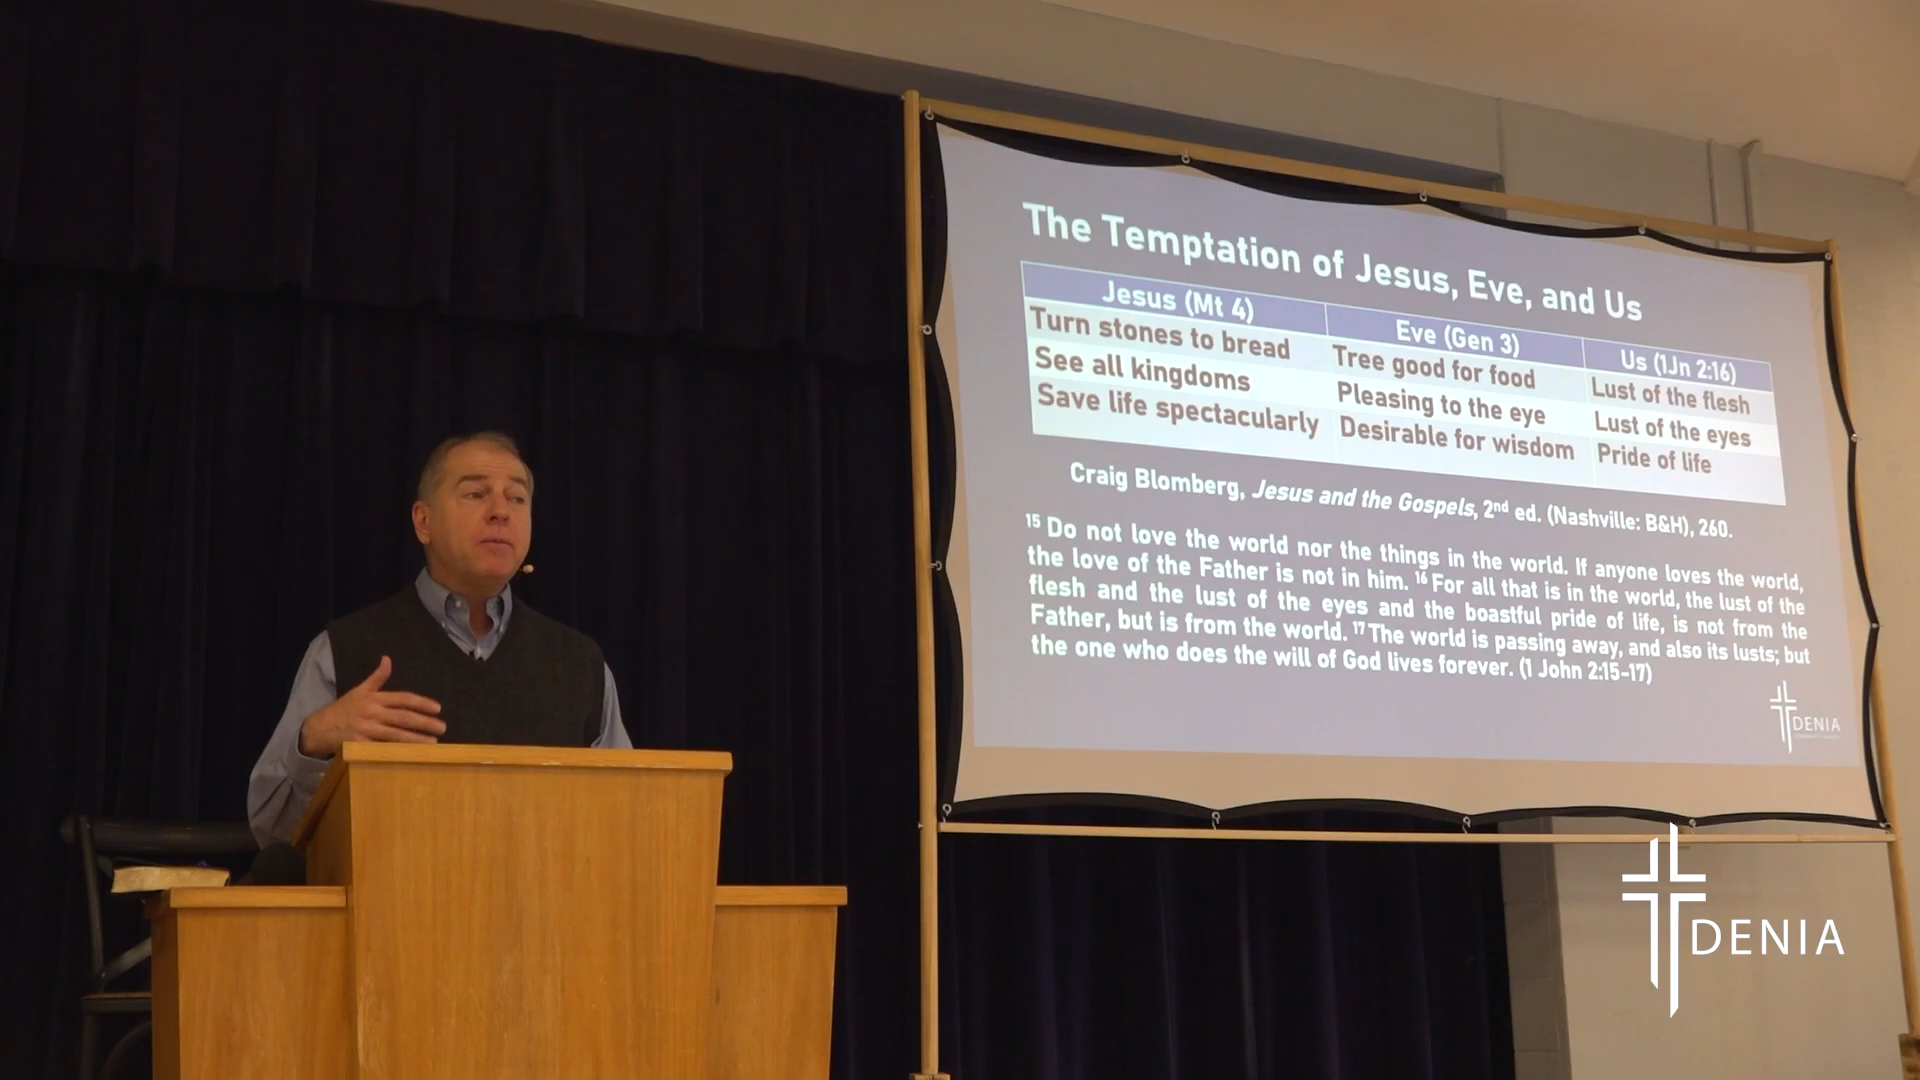 The Temptation of Jesus, Eve, and Us
Jesus (Mt 4) Eve (Gen 3) Us (1Jn 2:16)
Turn stones to bread Tree good for food Lust of the flesh
See all kingdoms Pleasing to the eye Lust of the eyes
Save life spectacularly Desirable for wisdom Pride of life
Craig Blomberg, Jesus and the Gospels, 2nd ed. (Nashville: B&H), 260.
15 Do not love the world nor the things in the world. If anyone loves the world,
the love of the Father is not in him. 16 For all that is in the world, the lust of the
flesh and the lust of the eyes and the boastful pride of life, is not from the
Father, but is from the world. 17 The world is passing away, and also its lusts; but
the one who does the will of God lives forever. (1 John 2:15-17)
DENIA
DENIA